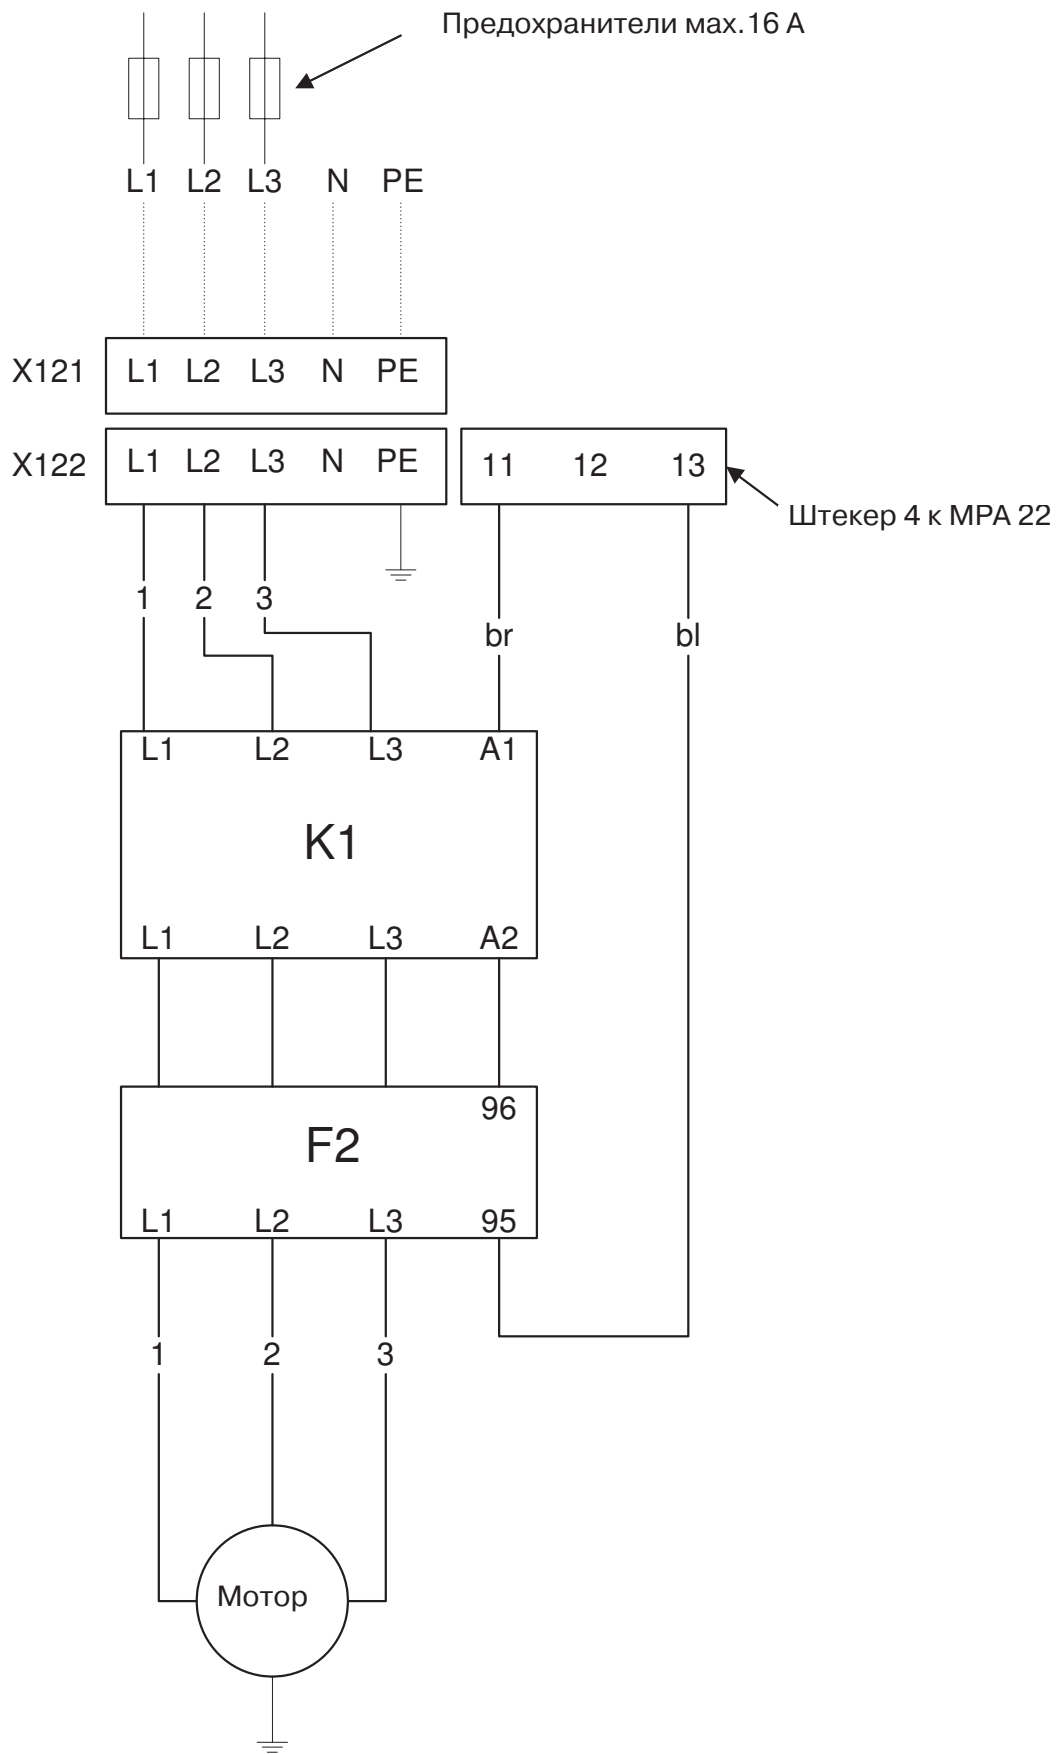 Предохранители мах.16 А
L1 L2 L3 N PE
X121 L1 L2 L3 N PE
X122 L1 L2 L3 N PE 11 12 13
Штекер 4 к МРА 22
1 2 3
br bl
L1 L2 L3 A1
K1
L1 L2 L3 A2
96
F2
L1 L2 L3 95
1 2 3
Мотор